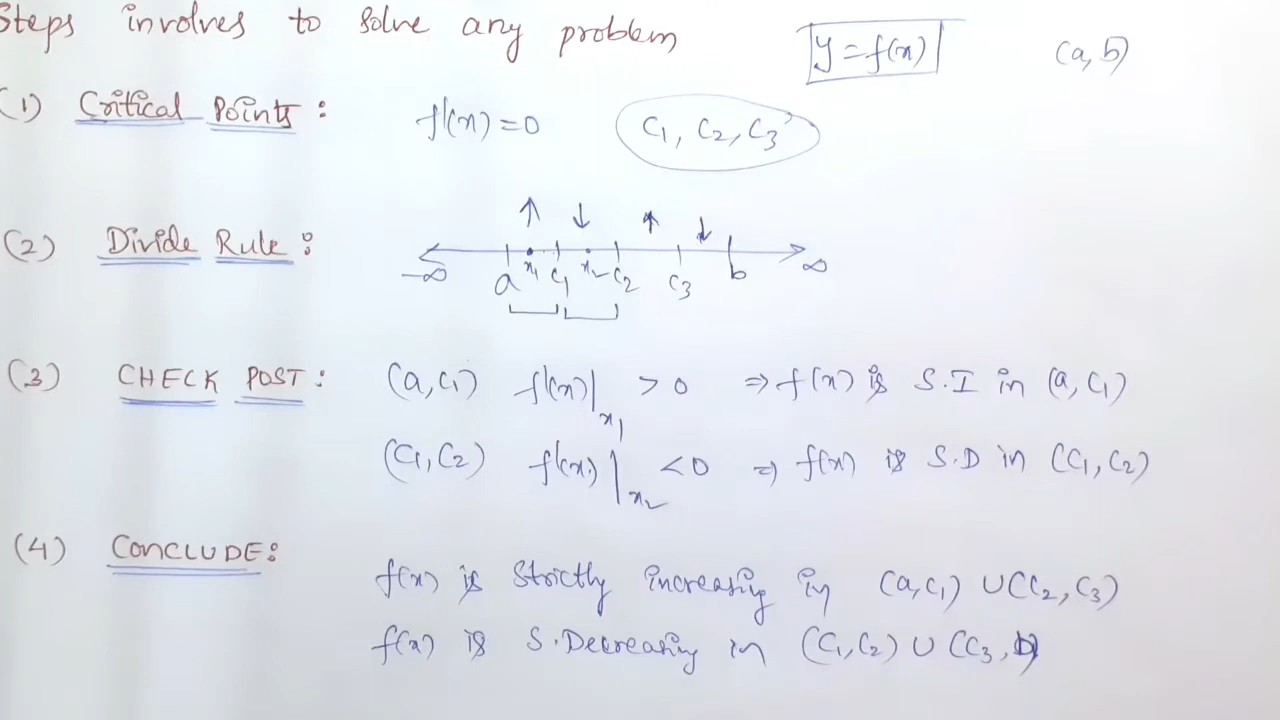 Steps involves to solve any problem y = f(x) (a, b)
(1) Critical Points : f'(x) = 0 C1, C2, C3
(2) Divide Rule : ↑ ↓ ↑ ↓
-∞ a x1 C1 x2 C2 C3 b ∞
(3) CHECK POST : (a, C1) f'(x)|x1 > 0 ⇒ f(x) is S.I in (a, C1)
(C1, C2) f'(x)|x2 < 0 ⇒ f(x) is S.D in (C1, C2)
(4) CONCLUDE :
f(x) is Strictly increasing in (a, C1) ∪ (C2, C3)
f(x) is S.Decreasing in (C1, C2) ∪ (C3, b)